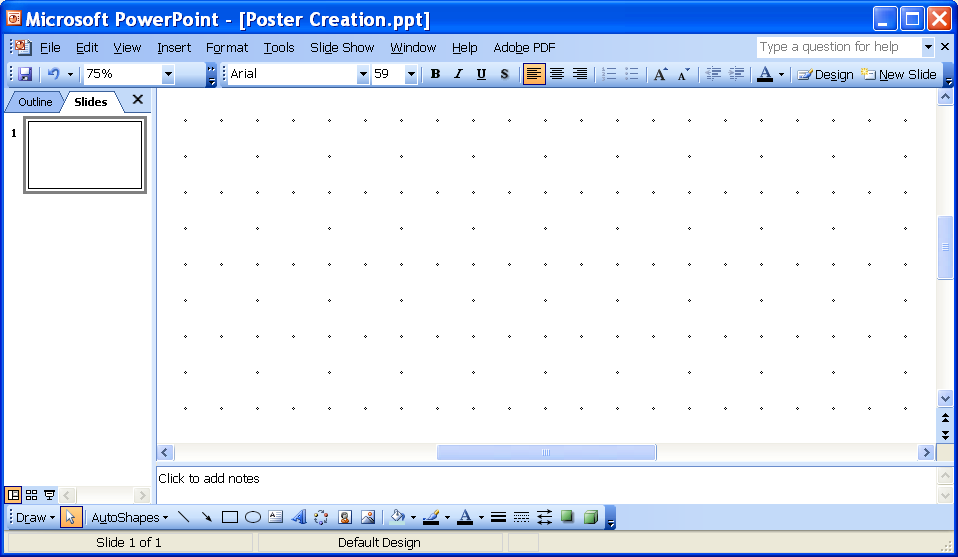 Microsoft PowerPoint - [Poster Creation.ppt]
File Edit View Insert Format Tools Slide Show Window Help Adobe PDF Type a question for help
75% Arial 59 B I U S A A A Design New Slide
Outline Slides
1
Click to add notes
Draw AutoShapes A A
Slide 1 of 1 Default Design